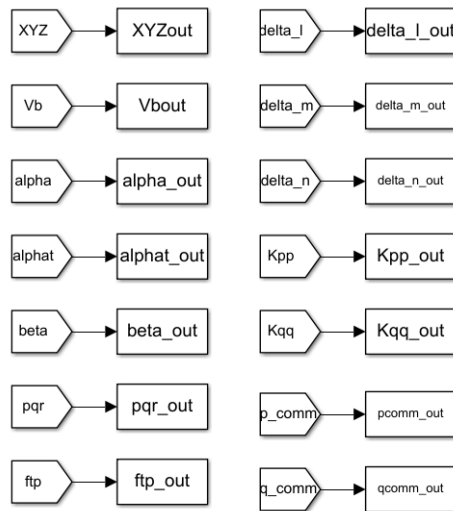 XYZ
XYZout
delta_l
delta_l_out
Vb
Vbout
delta_m
delta_m_out
alpha
alpha_out
delta_n
delta_n_out
alphat
alphat_out
Kpp
Kpp_out
beta
beta_out
Kqq
Kqq_out
pqr
pqr_out
p_comm
pcomm_out
ftp
ftp_out
q_comm
qcomm_out